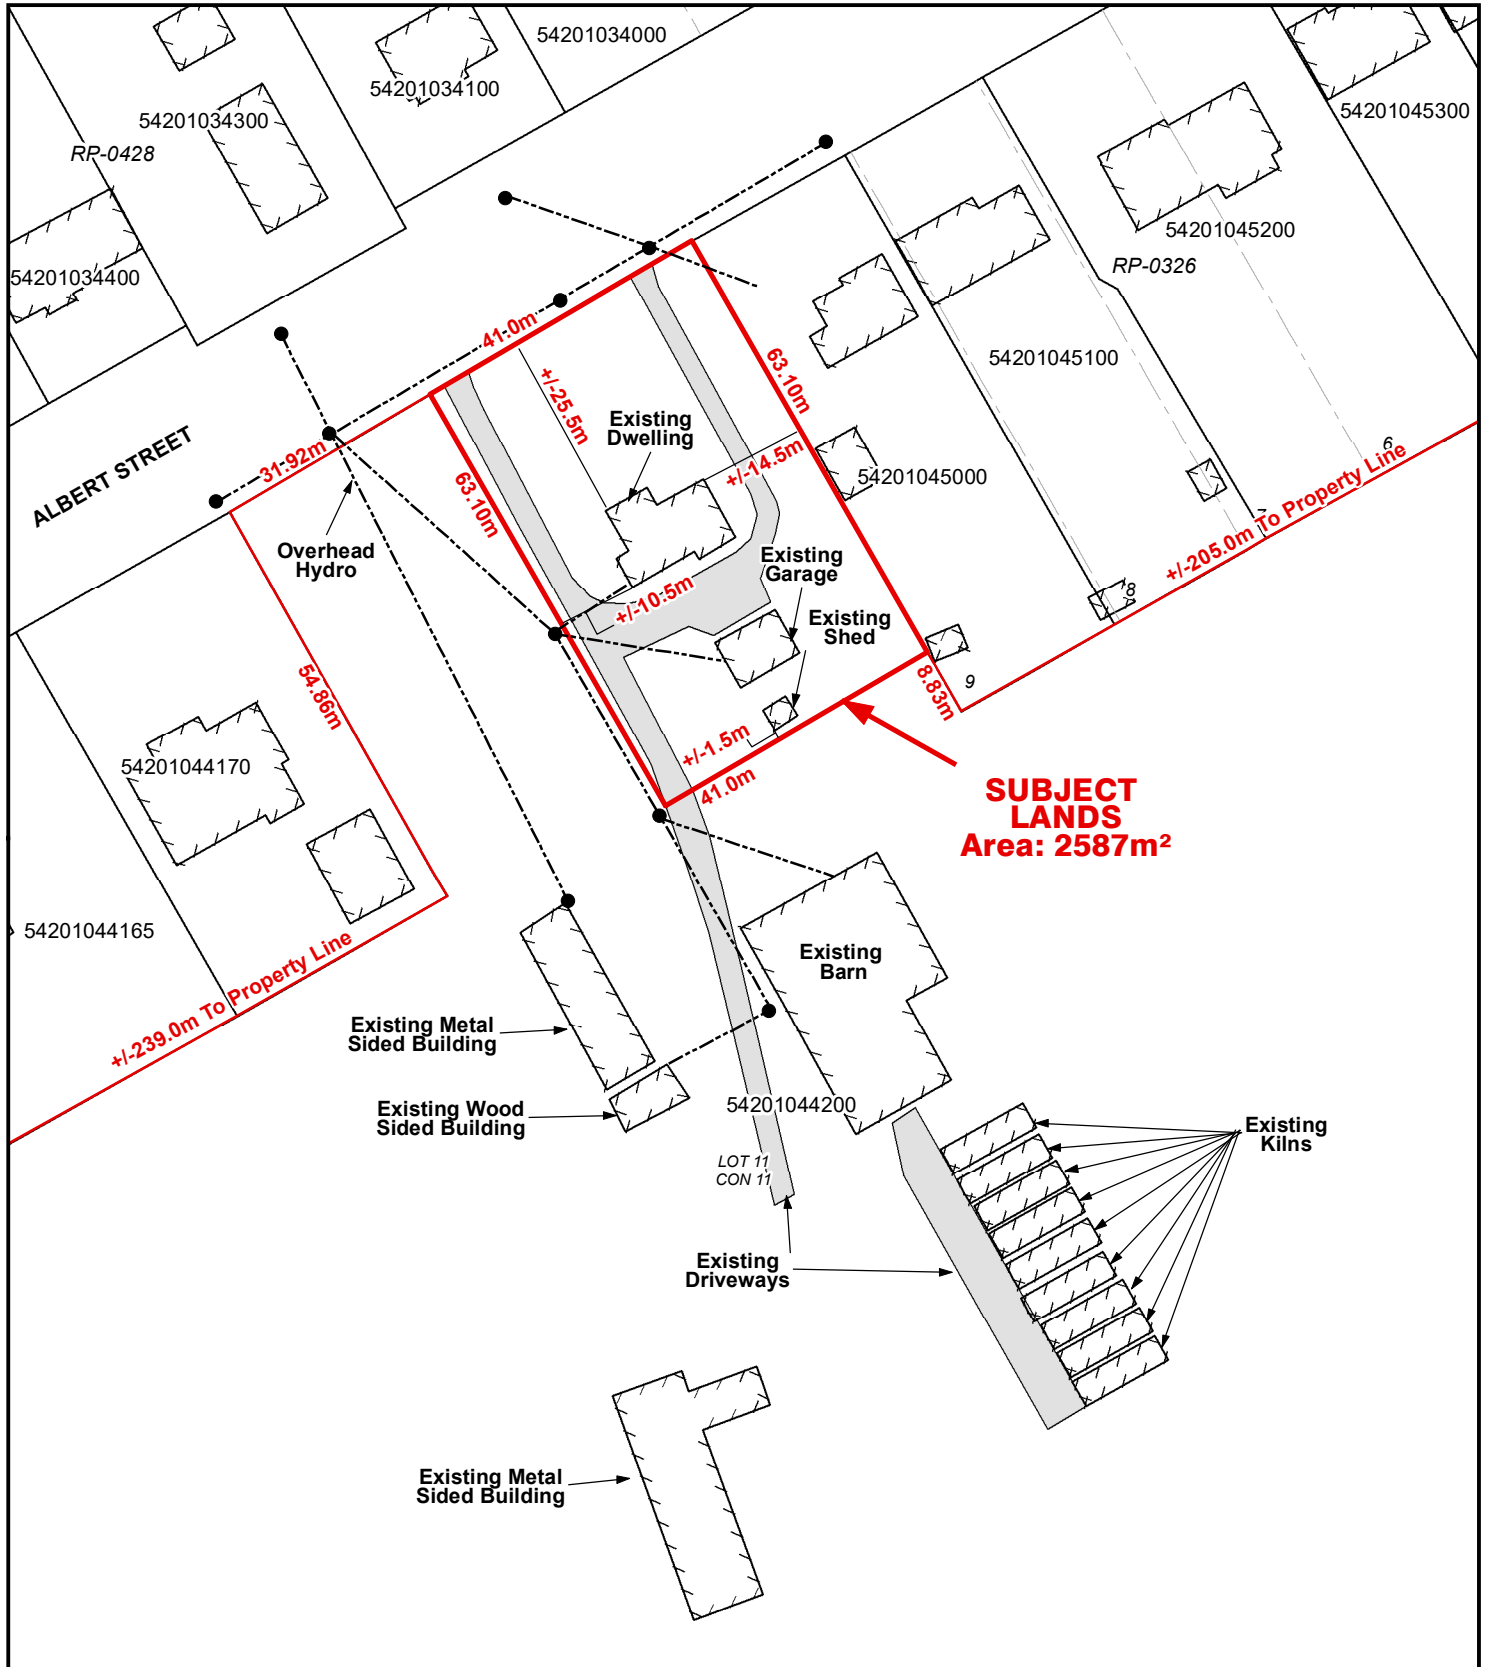 54201034000
54201034100
54201034300
RP-0428
54201045300
54201045200
RP-0326
54201034400
41.0m
63.10m
54201045100
+/-25.5m
Existing
Dwelling
6
ALBERT STREET
31.92m
+/-14.5m
54201045000
63.10m
7
+/-205.0m To Property Line
Overhead
Hydro
Existing
Garage
+/-10.5m
8
Existing
Shed
54.86m
9
8.83m
+/-1.5m
41.0m
54201044170
SUBJECT
LANDS
Area: 2587m²
54201044165
Existing
Barn
+/-239.0m To Property Line
Existing Metal
Sided Building
Existing Wood
Sided Building
54201044200
Existing
Kilns
LOT 11
CON 11
Existing
Driveways
Existing Metal
Sided Building